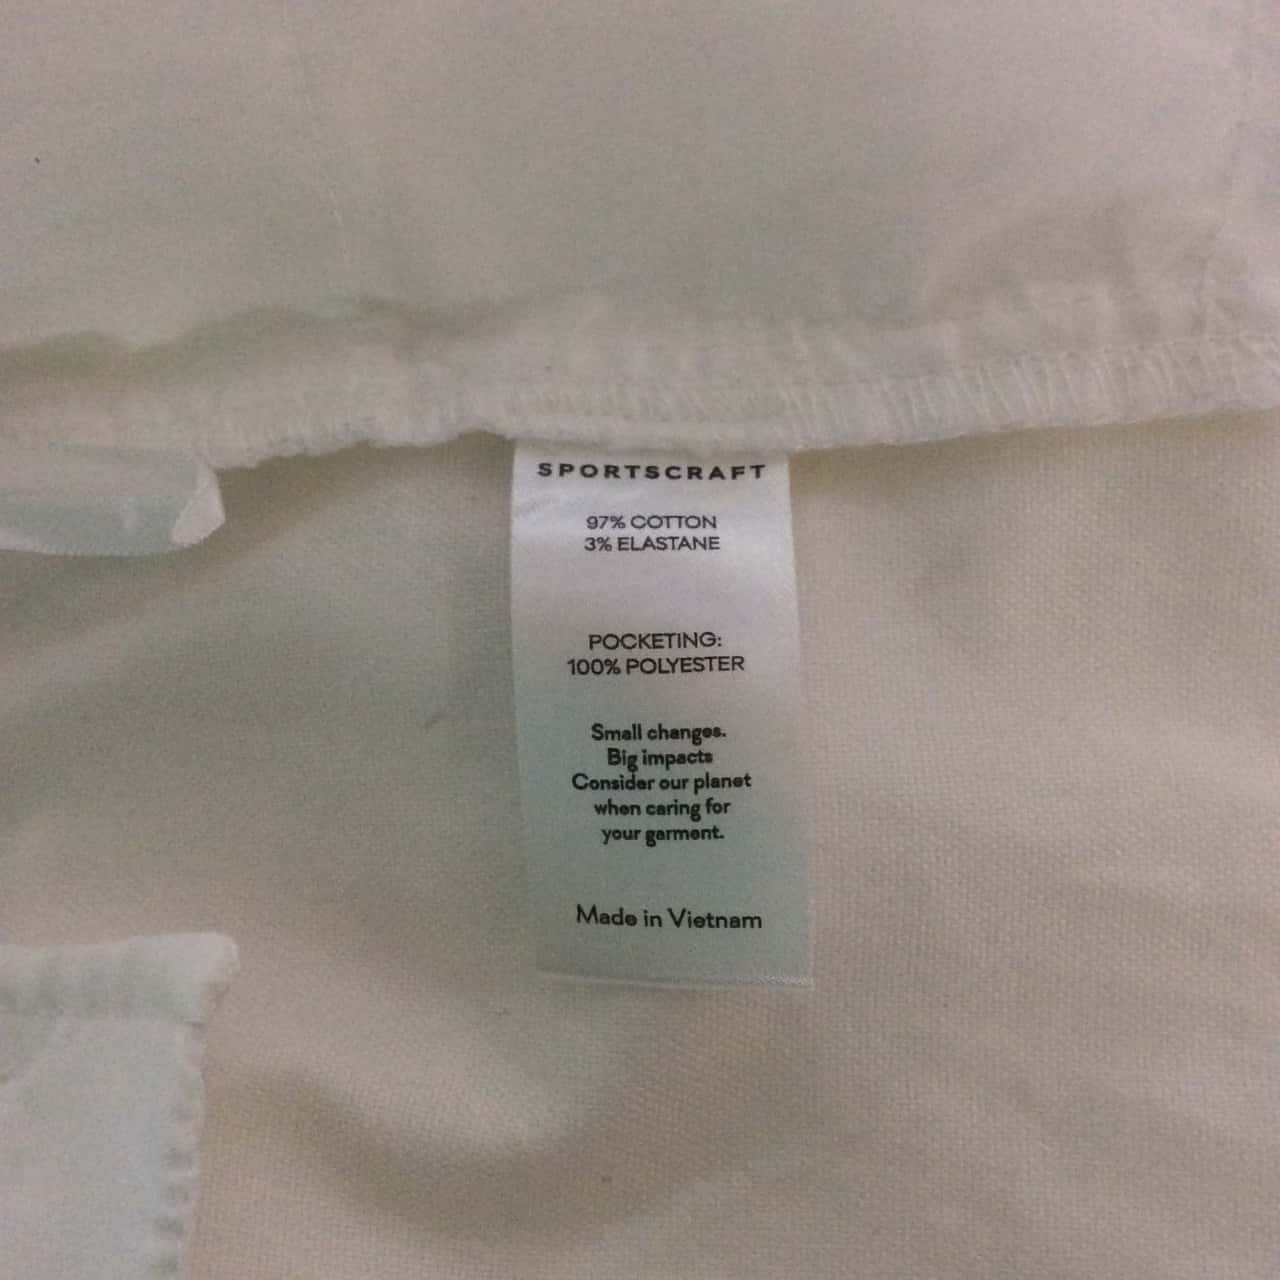 SPORTSCRAFT
97% COTTON
3% ELASTANE
POCKETING:
100% POLYESTER
Small changes.
Big impacts
Consider our planet
when caring for
your garment.
Made in Vietnam